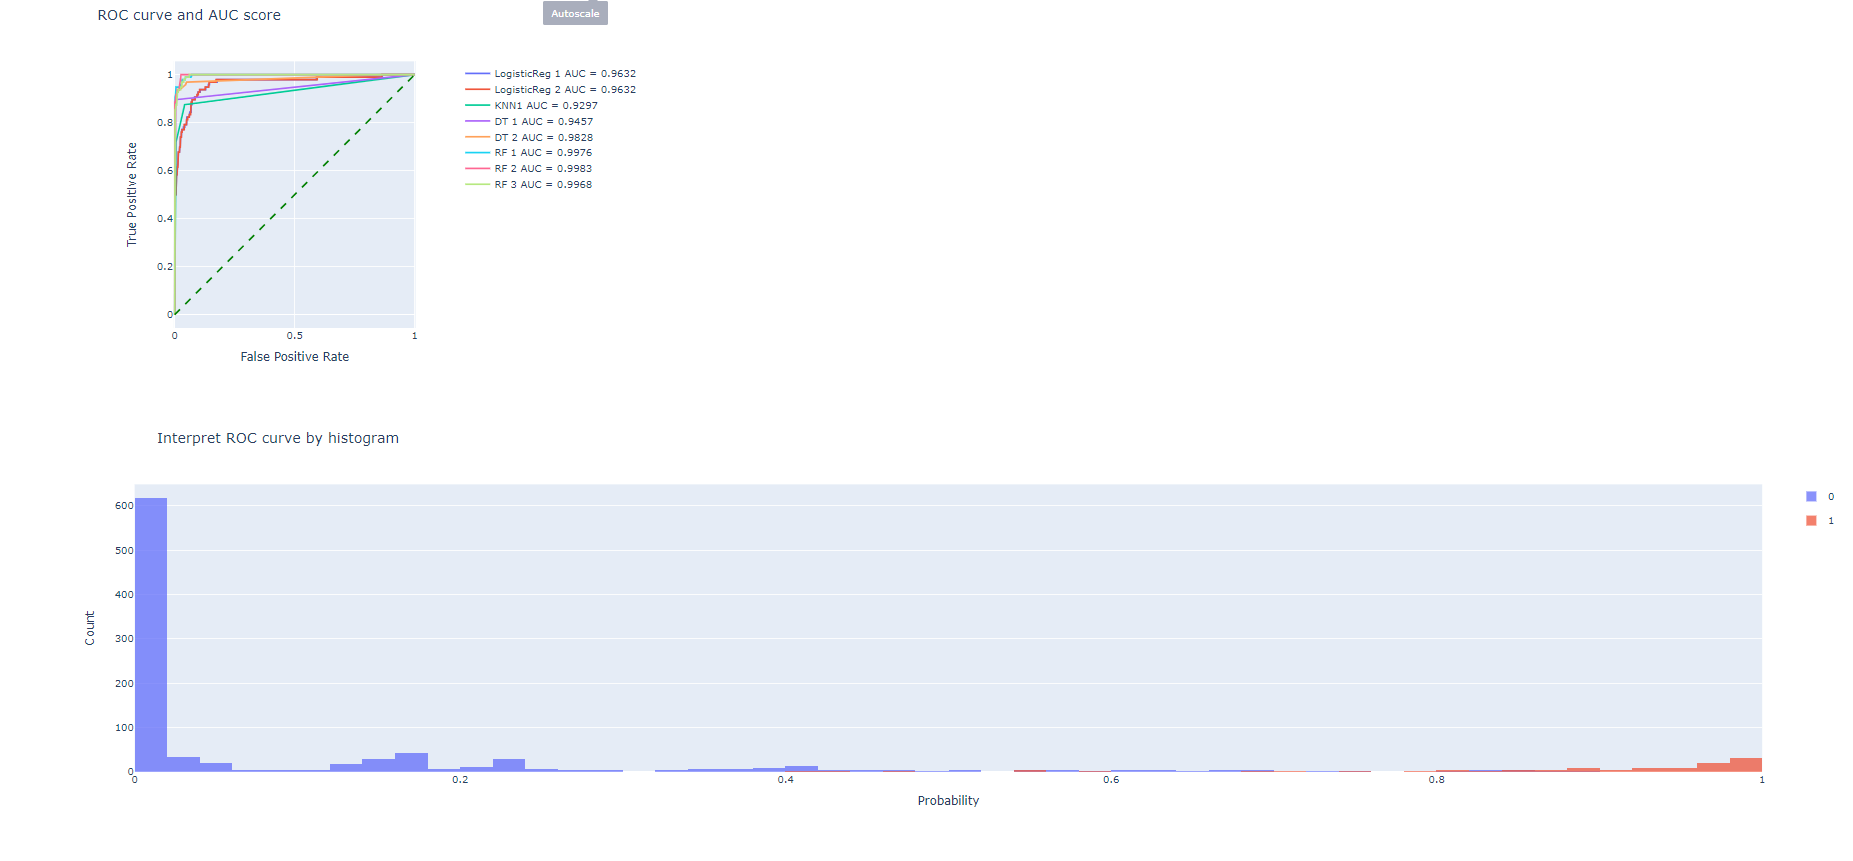 ROC curve and AUC score
Autoscale
1
0.8
0.6
0.4
0.2
0
True Positive Rate
0
0.5
1
False Positive Rate
LogisticReg 1 AUC = 0.9632
LogisticReg 2 AUC = 0.9632
KNN1 AUC = 0.9297
DT 1 AUC = 0.9457
DT 2 AUC = 0.9828
RF 1 AUC = 0.9976
RF 2 AUC = 0.9983
RF 3 AUC = 0.9968
Interpret ROC curve by histogram
600
500
400
300
200
100
0
Count
0
0.2
0.4
0.6
0.8
1
Probability
0
1